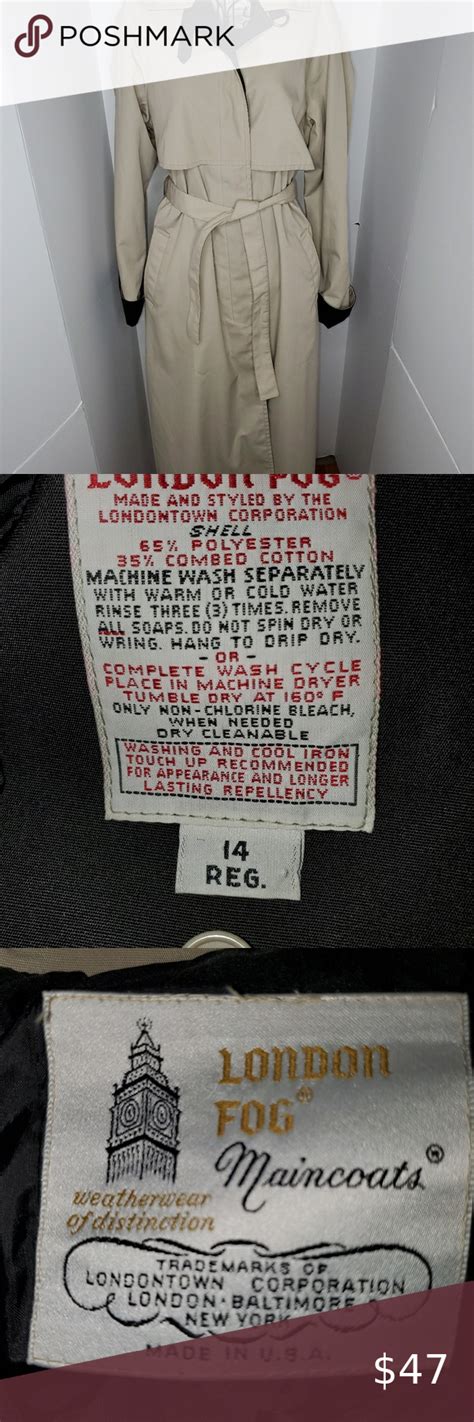 POSHMARK
LONDON FOG®
MADE AND STYLED BY THE
LONDONTOWN CORPORATION
SHELL
65% POLYESTER
35% COMBED COTTON
MACHINE WASH SEPARATELY
WITH WARM OR COLD WATER
RINSE THREE (3) TIMES. REMOVE
ALL SOAPS. DO NOT SPIN DRY OR
WRING. HANG TO DRIP DRY.
- OR -
COMPLETE WASH CYCLE
PLACE IN MACHINE DRYER
TUMBLE DRY AT 160° F
ONLY NON-CHLORINE BLEACH,
WHEN NEEDED
DRY CLEANABLE
WASHING AND COOL IRON
TOUCH UP RECOMMENDED
FOR APPEARANCE AND LONGER
LASTING REPELLENCY
14
REG.
LONDON
FOG®
Maincoats®
weatherwear
of distinction
TRADEMARKS OF
LONDONTOWN CORPORATION
LONDON·BALTIMORE
NEW YORK
MADE IN U.S.A.
$47